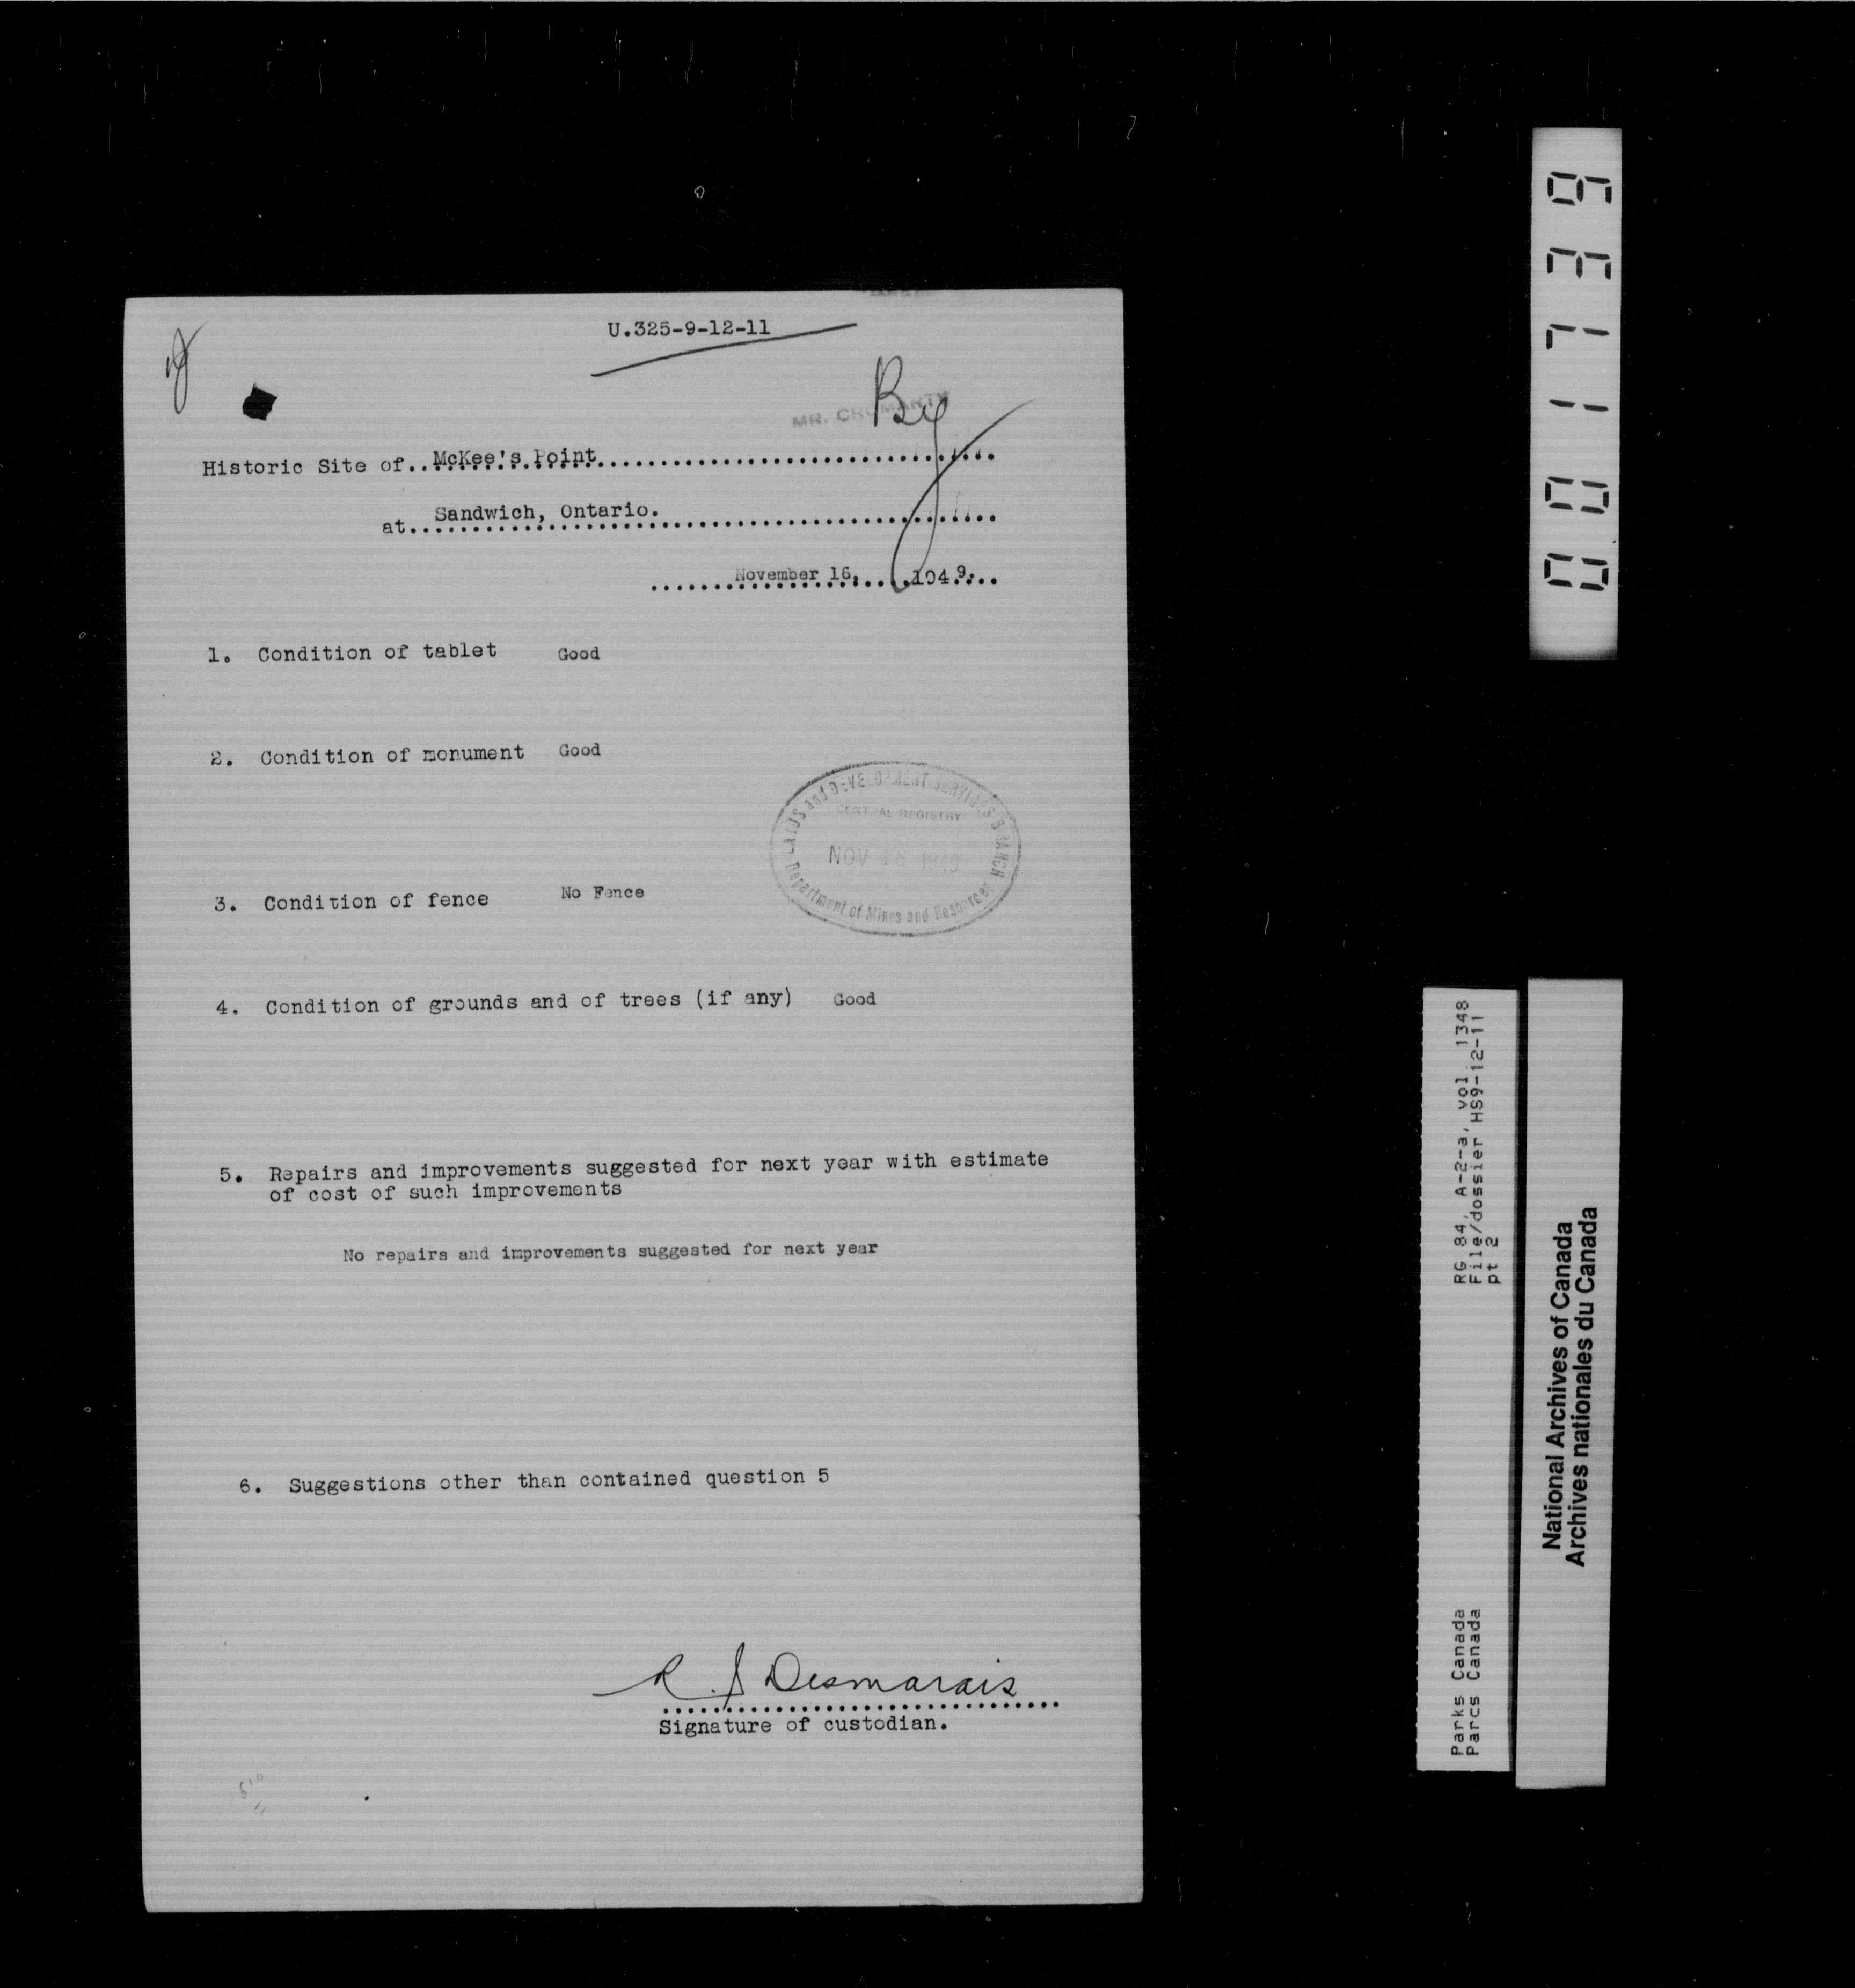 U.325-9-12-11
MR. CROMARTY
Historic Site of..McKee's Point
at..Sandwich, Ontario.
November 16, 1949.
1. Condition of tablet Good
2. Condition of monument Good
LANDS and DEVELOPMENT SERVICES BRANCH
CENTRAL REGISTRY
NOV 18 1949
Department of Mines and Resources
3. Condition of fence No Fence
4. Condition of grounds and of trees (if any) Good
5. Repairs and improvements suggested for next year with estimate
of cost of such improvements
No repairs and improvements suggested for next year
6. Suggestions other than contained question 5
R. J Desmarais
Signature of custodian.
RG 84, A-2-a, vol. 1348
File/dossier HS9-12-11
pt 2
Parks Canada
Parcs Canada
National Archives of Canada
Archives nationales du Canada